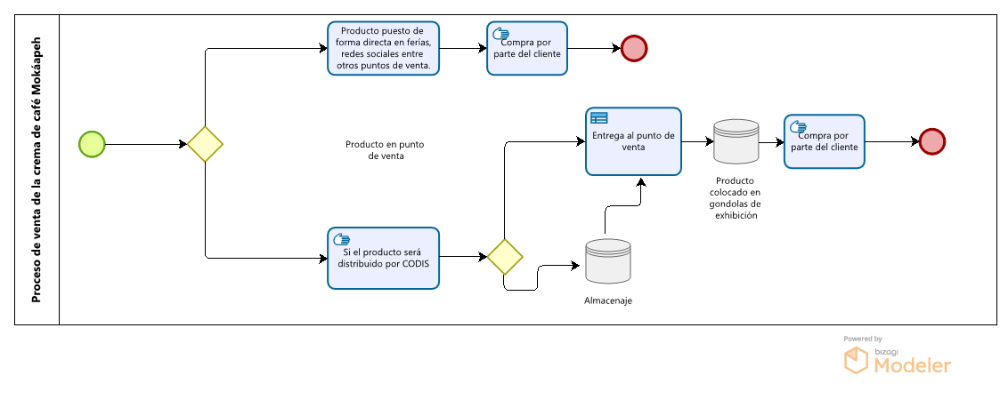 Proceso de venta de la crema de café Mokáapeh
Producto puesto de
forma directa en ferías,
redes sociales entre
otros puntos de venta.
Compra por
parte del cliente
Producto en punto
de venta
Entrega al punto de
venta
Compra por
parte del cliente
Producto
colocado en
gondolas de
exhibición
Si el producto será
distribuido por CODIS
Almacenaje
Powered by
bizagi
Modeler